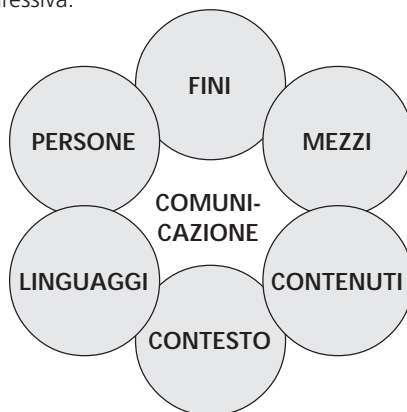 FINI
PERSONE
MEZZI
COMUNI-
CAZIONE
LINGUAGGI
CONTENUTI
CONTESTO